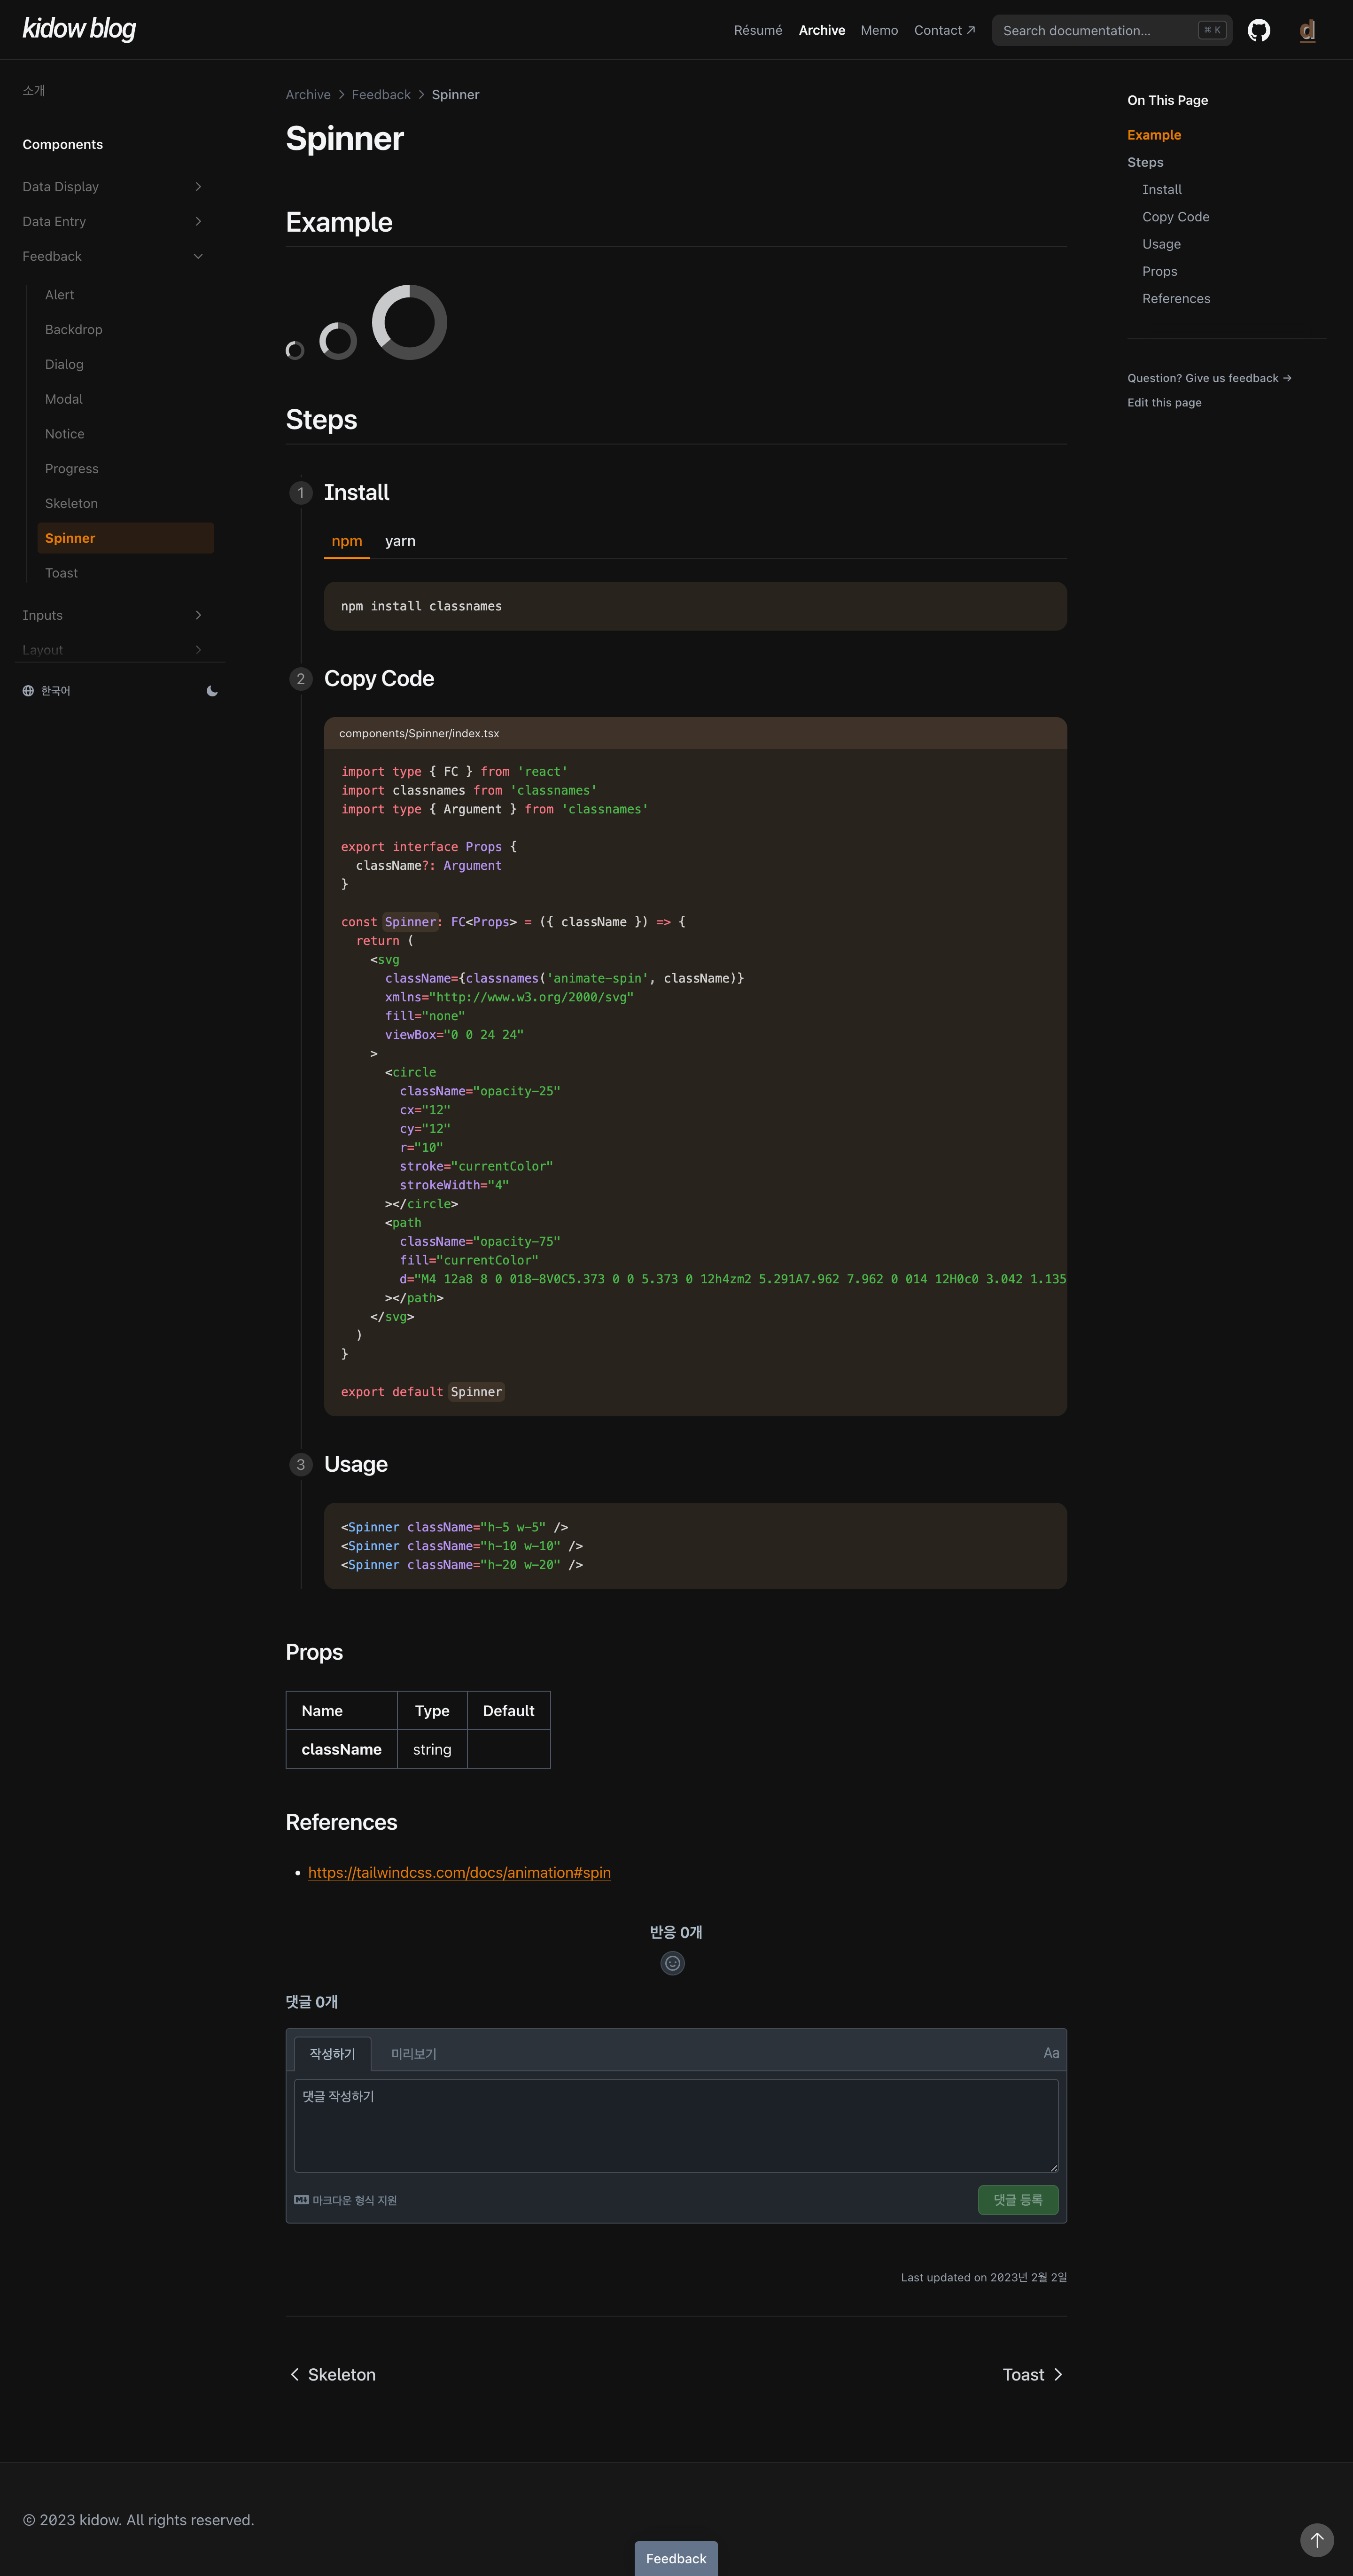 kidow blog
Résumé
Archive
Memo
Contact ↗
Search documentation...
⌘ K
d
소개
Components
Data Display
Data Entry
Feedback
Alert
Backdrop
Dialog
Modal
Notice
Progress
Skeleton
Spinner
Toast
Inputs
Layout
한국어
Archive > Feedback > Spinner
Spinner
Example
Steps
1 Install
npm yarn
npm install classnames
2 Copy Code
components/Spinner/index.tsx
import type { FC } from 'react'
import classnames from 'classnames'
import type { Argument } from 'classnames'
export interface Props {
  className?: Argument
}
const Spinner: FC<Props> = ({ className }) => {
  return (
    <svg
      className={classnames('animate-spin', className)}
      xmlns="http://www.w3.org/2000/svg"
      fill="none"
      viewBox="0 0 24 24"
    >
      <circle
        className="opacity-25"
        cx="12"
        cy="12"
        r="10"
        stroke="currentColor"
        strokeWidth="4"
      ></circle>
      <path
        className="opacity-75"
        fill="currentColor"
        d="M4 12a8 8 0 018-8V0C5.373 0 0 5.373 0 12h4zm2 5.291A7.962 7.962 0 014 12H0c0 3.042 1.135
      ></path>
    </svg>
  )
}
export default Spinner
3 Usage
<Spinner className="h-5 w-5" />
<Spinner className="h-10 w-10" />
<Spinner className="h-20 w-20" />
Props
Name Type Default
className string
References
• https://tailwindcss.com/docs/animation#spin
반응 0개
댓글 0개
작성하기 미리보기 Aa
댓글 작성하기
마크다운 형식 지원
댓글 등록
Last updated on 2023년 2월 2일
Skeleton
Toast
On This Page
Example
Steps
Install
Copy Code
Usage
Props
References
Question? Give us feedback →
Edit this page
© 2023 kidow. All rights reserved.
Feedback